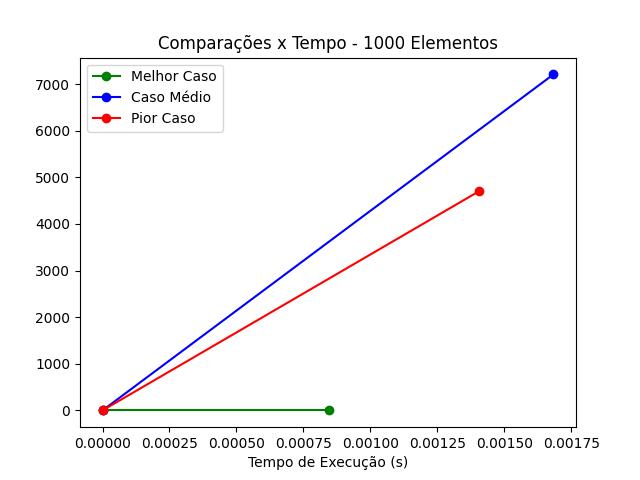 Comparações x Tempo - 1000 Elementos
Melhor Caso
Caso Médio
Pior Caso
7000
6000
5000
4000
3000
2000
1000
0
0.00000 0.00025 0.00050 0.00075 0.00100 0.00125 0.00150 0.00175
Tempo de Execução (s)